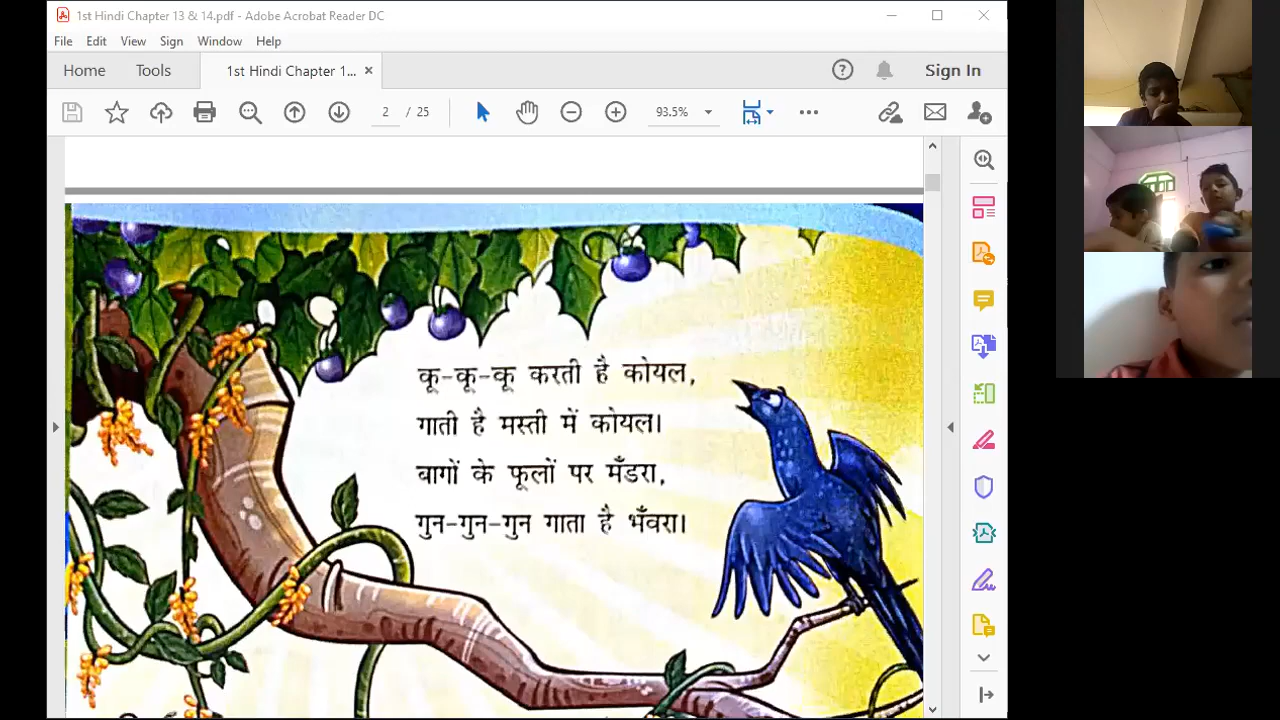 1st Hindi Chapter 13 & 14.pdf - Adobe Acrobat Reader DC
File Edit View Sign Window Help
Home Tools 1st Hindi Chapter 1... × Sign In
2 / 25 93.5%
कू-कू-कू करती है कोयल,
गाती है मस्ती में कोयल।
बागों के फूलों पर मँडरा,
गुन-गुन-गुन गाता है भँवरा।